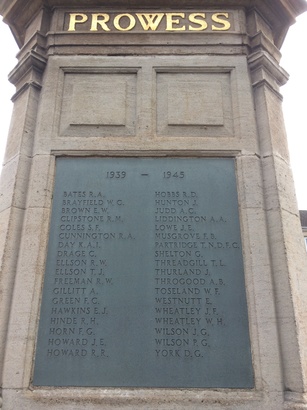 PROWESS
1939 — 1945
BATES R.A.
BRAYFIELD W.G.
BROWN E.W.
CLIPSTONE R.H.
COLES S.F.
CUNNINGTON R.A.
DAY R.A.J.
DRAGE C.
ELLSON R.W.
ELLSON T.J.
FREEMAN R.W.
GILLITT A.
GREEN F.C.
HAWKINS E.J.
HINDE R.H.
HORN F.G.
HOWARD J.E.
HOWARD R.R.
HOBBS R.D.
HUNTON J.
JUDD A.G.
LIDDINGTON A.A.
LOWE J.E.
MUSGROVE F.R.
PARTRIDGE T.N.D.F.C.
SHELTON G.
THREADGILL T.L.
THURLAND J.
THROGOOD A.B.
TOSELAND W.F.
WESTNUTT E.
WHEATLEY J.F.
WHEATLEY W.H.
WILSON J.G.
WILSON P.G.
YORK D.G.